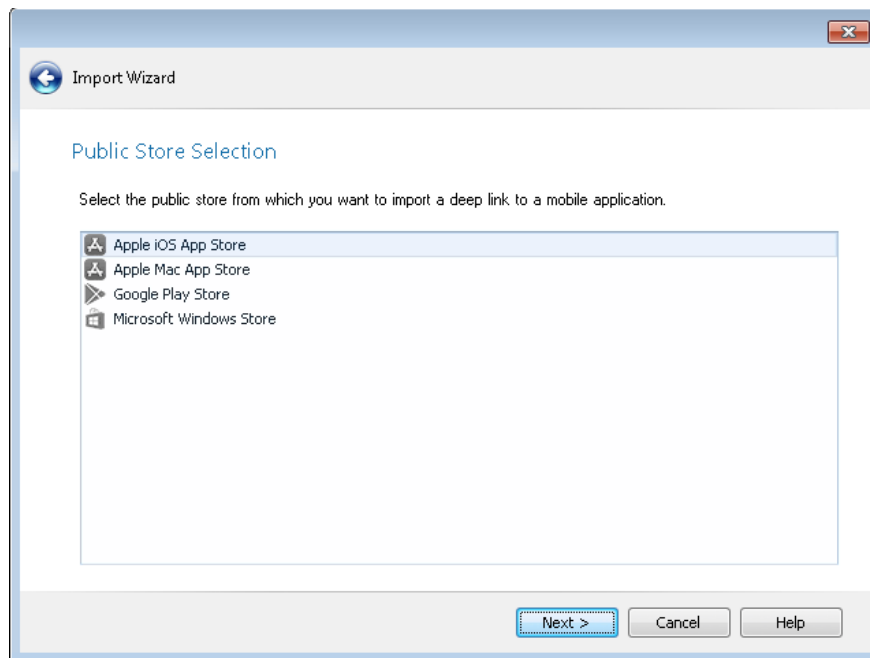 Import Wizard
Public Store Selection
Select the public store from which you want to import a deep link to a mobile application.
Apple iOS App Store
Apple Mac App Store
Google Play Store
Microsoft Windows Store
Next >
Cancel
Help